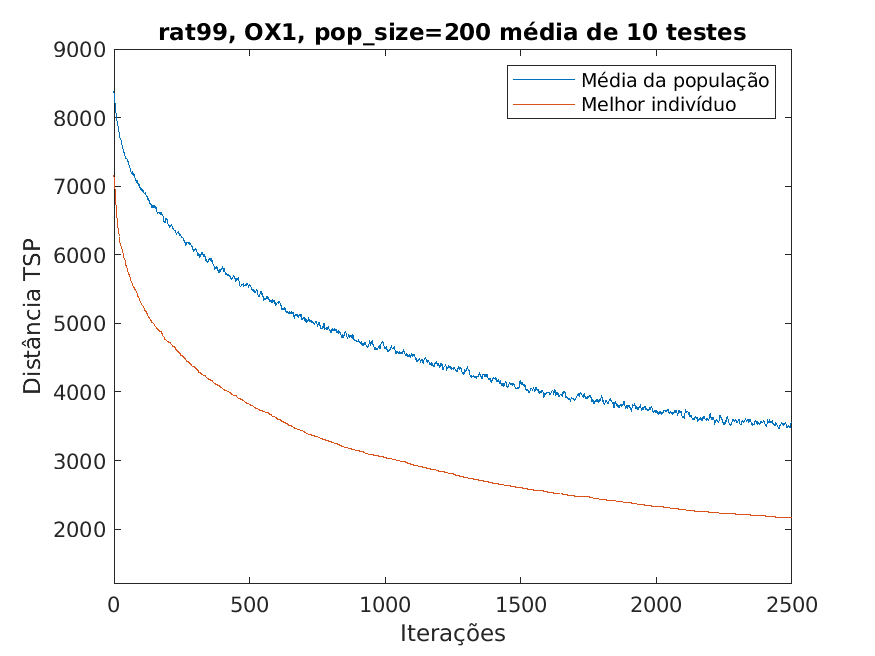 rat99, OX1, pop_size=200 média de 10 testes
9000
8000
7000
6000
5000
4000
3000
2000
Distância TSP
Média da população
Melhor indivíduo
0
500
1000
1500
2000
2500
Iterações